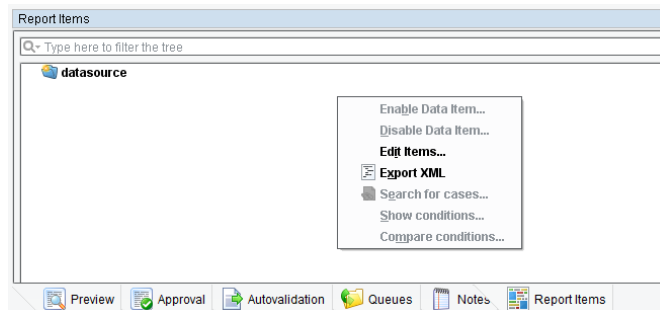 Report Items
Type here to filter the tree
datasource
Enable Data Item...
Disable Data Item...
Edit Items...
Export XML
Search for cases...
Show conditions...
Compare conditions...
Preview Approval Autovalidation Queues Notes Report Items